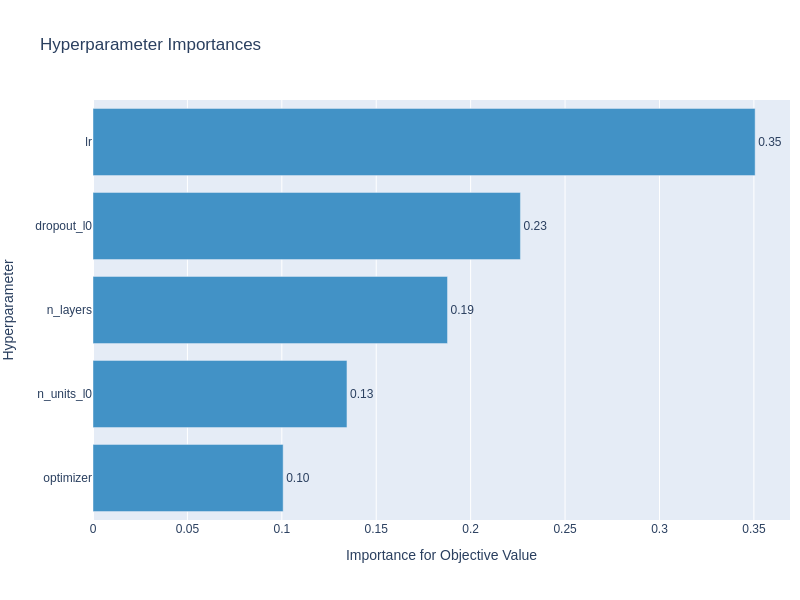 Hyperparameter Importances
Hyperparameter
lr
0.35
dropout_l0
0.23
n_layers
0.19
n_units_l0
0.13
optimizer
0.10
0
0.05
0.1
0.15
0.2
0.25
0.3
0.35
Importance for Objective Value